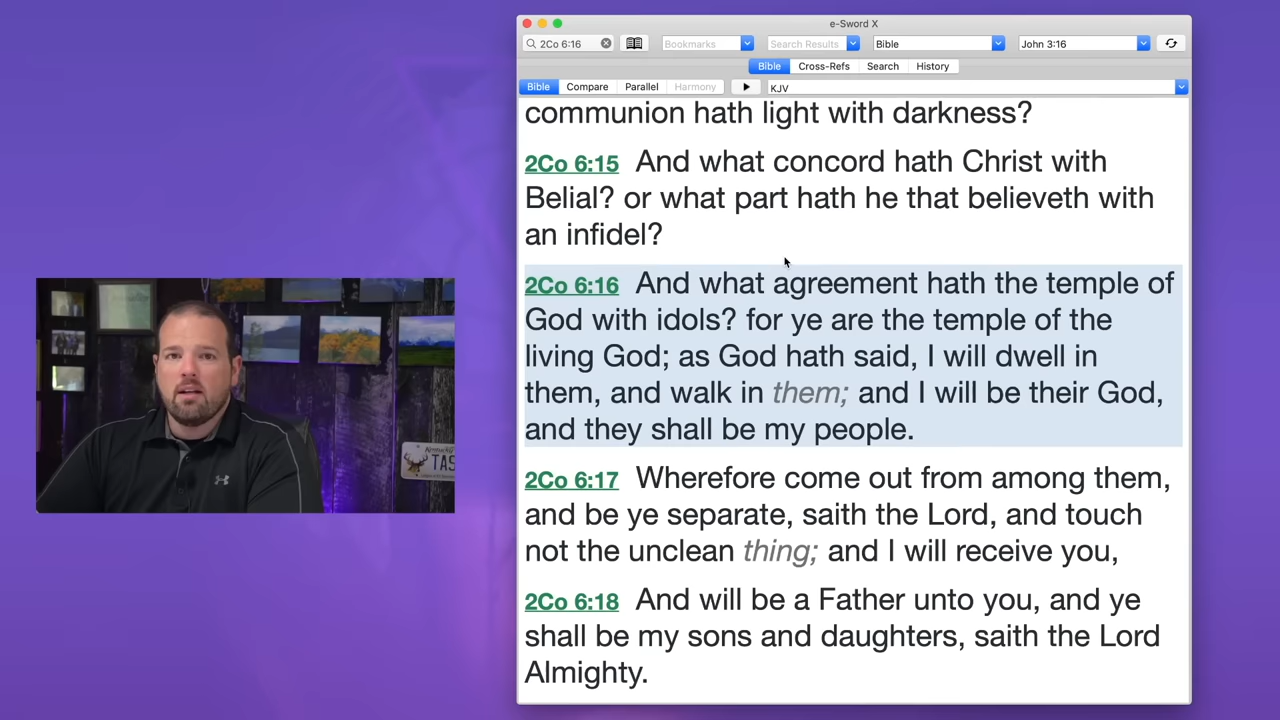 e-Sword X
2Co 6:16
Bookmarks
Search Results
Bible
John 3:16
Bible
Cross-Refs
Search
History
Bible
Compare
Parallel
Harmony
KJV
communion hath light with darkness?
2Co 6:15 And what concord hath Christ with
Belial? or what part hath he that believeth with
an infidel?
2Co 6:16 And what agreement hath the temple of
God with idols? for ye are the temple of the
living God; as God hath said, I will dwell in
them, and walk in them; and I will be their God,
and they shall be my people.
2Co 6:17 Wherefore come out from among them,
and be ye separate, saith the Lord, and touch
not the unclean thing; and I will receive you,
2Co 6:18 And will be a Father unto you, and ye
shall be my sons and daughters, saith the Lord
Almighty.
Kentucky
TAS